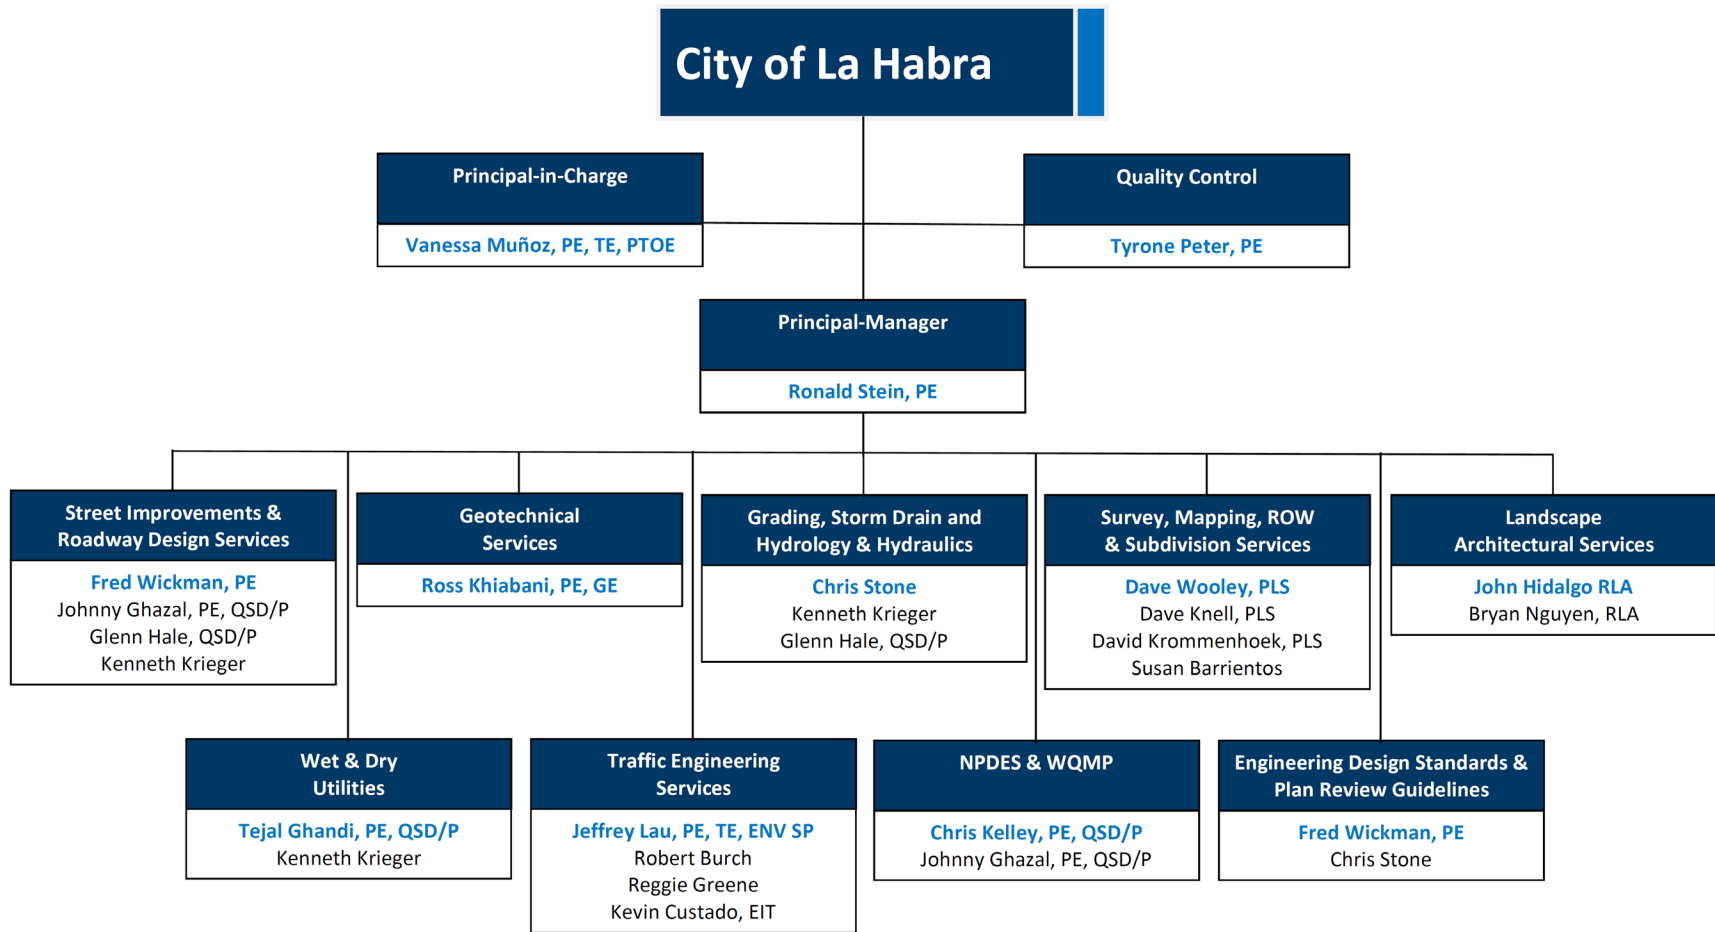 City of La Habra
Principal-in-Charge
Vanessa Muñoz, PE, TE, PTOE
Quality Control
Tyrone Peter, PE
Principal-Manager
Ronald Stein, PE
Street Improvements &
Roadway Design Services
Fred Wickman, PE
Johnny Ghazal, PE, QSD/P
Glenn Hale, QSD/P
Kenneth Krieger
Geotechnical
Services
Ross Khiabani, PE, GE
Grading, Storm Drain and
Hydrology & Hydraulics
Chris Stone
Kenneth Krieger
Glenn Hale, QSD/P
Survey, Mapping, ROW
& Subdivision Services
Dave Wooley, PLS
Dave Knell, PLS
David Krommenhoek, PLS
Susan Barrientos
Landscape
Architectural Services
John Hidalgo RLA
Bryan Nguyen, RLA
Wet & Dry
Utilities
Tejal Ghandi, PE, QSD/P
Kenneth Krieger
Traffic Engineering
Services
Jeffrey Lau, PE, TE, ENV SP
Robert Burch
Reggie Greene
Kevin Custado, EIT
NPDES & WQMP
Chris Kelley, PE, QSD/P
Johnny Ghazal, PE, QSD/P
Engineering Design Standards &
Plan Review Guidelines
Fred Wickman, PE
Chris Stone